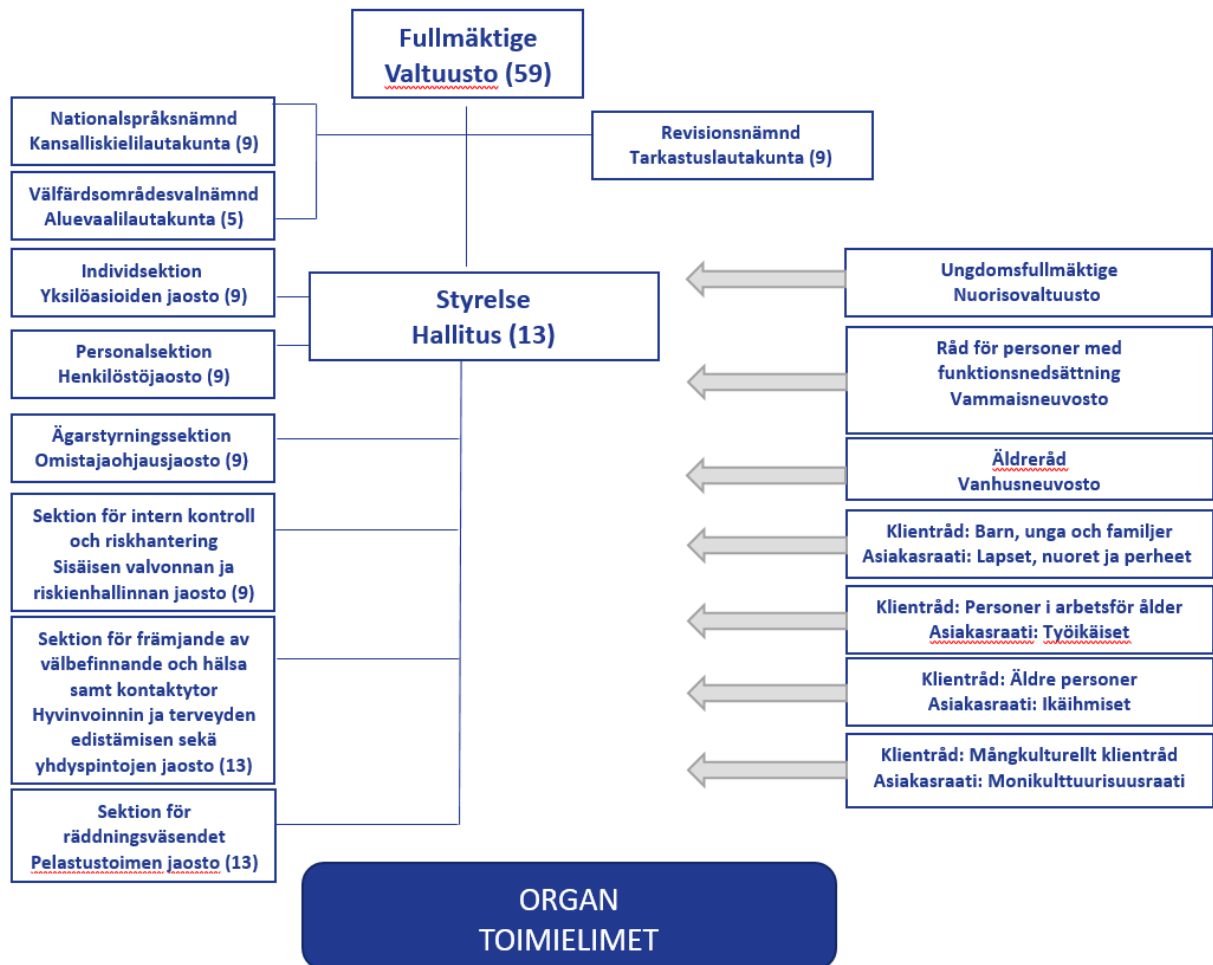 Fullmäktige
Valtuusto (59)
Nationalspråksnämnd
Kansalliskielilautakunta (9)
Revisionsnämnd
Tarkastuslautakunta (9)
Välfärdsområdesvalnämnd
Aluevaalilautakunta (5)
Individsektion
Yksilöasioiden jaosto (9)
Styrelse
Hallitus (13)
Personalsektion
Henkilöstöjaosto (9)
Ägarstyrningssektion
Omistajaohjausjaosto (9)
Sektion för intern kontroll
och riskhantering
Sisäisen valvonnan ja
riskienhallinnan jaosto (9)
Sektion för främjande av
välbefinnande och hälsa
samt kontaktytor
Hyvinvoinnin ja terveyden
edistämisen sekä
yhdyspintojen jaosto (13)
Sektion för
räddningsväsendet
Pelastustoimen jaosto (13)
Ungdomsfullmäktige
Nuorisovaltuusto
Råd för personer med
funktionsnedsättning
Vammaisneuvosto
Äldreråd
Vanhusneuvosto
Klientråd: Barn, unga och familjer
Asiakasraati: Lapset, nuoret ja perheet
Klientråd: Personer i arbetsför ålder
Asiakasraati: Työikäiset
Klientråd: Äldre personer
Asiakasraati: Ikäihmiset
Klientråd: Mångkulturellt klientråd
Asiakasraati: Monikulttuurisuusraati
ORGAN
TOIMIELIMET